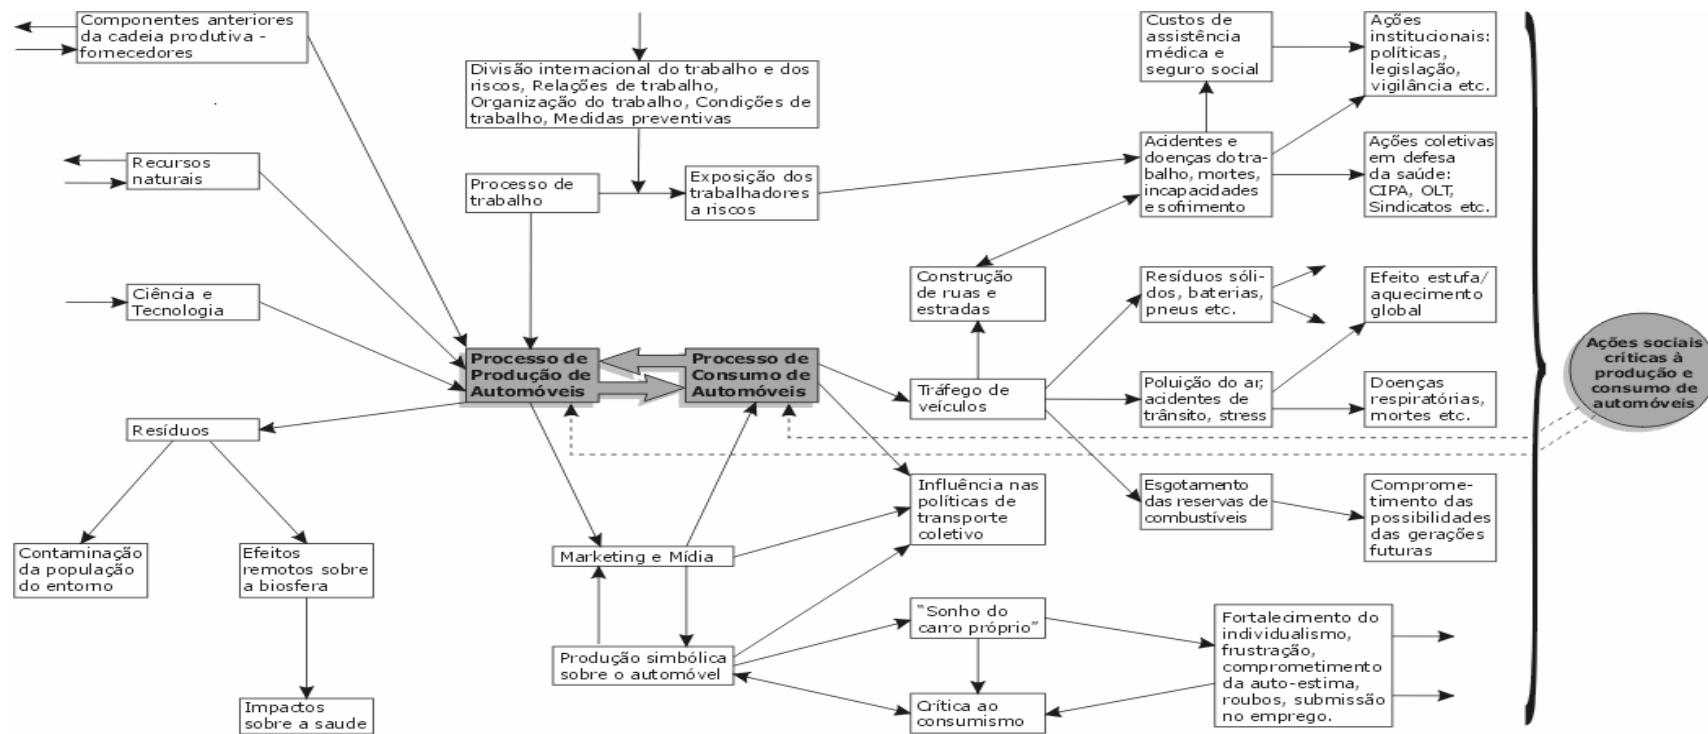 Componentes anteriores
da cadeia produtiva -
fornecedores
Divisão internacional do trabalho e dos
riscos, Relações de trabalho,
Organização do trabalho, Condições de
trabalho, Medidas preventivas
Custos de
assistência
médica e
seguro social
Ações
institucionais:
políticas,
legislação,
vigilância etc.
Recursos
naturais
Processo de
trabalho
Exposição dos
trabalhadores
a riscos
Acidentes e
doenças do tra-
balho, mortes,
incapacidades
e sofrimento
Ações coletivas
em defesa
da saúde:
CIPA, OLT,
Sindicatos etc.
Ciência e
Tecnologia
Construção
de ruas e
estradas
Resíduos sóli-
dos, baterias,
pneus etc.
Efeito estufa/
aquecimento
global
Processo de
Produção de
Automóveis
Processo de
Consumo de
Automóveis
Tráfego de
veículos
Poluição do ar,
acidentes de
trânsito, stress
Doenças
respiratórias,
mortes etc.
Ações sociais
críticas à
produção e
consumo de
automóveis
Resíduos
Influência nas
políticas de
transporte
coletivo
Esgotamento
das reservas de
combustíveis
Comprome-
timento das
possibilidades
das gerações
futuras
Contaminação
da população
do entorno
Efeitos
remotos sobre
a biosfera
Marketing e Mídia
"Sonho do
carro próprio"
Fortalecimento do
individualismo,
frustração,
comprometimento
da auto-estima,
roubos, submissão
no emprego.
Produção simbólica
sobre o automóvel
Impactos
sobre a saude
Crítica ao
consumismo